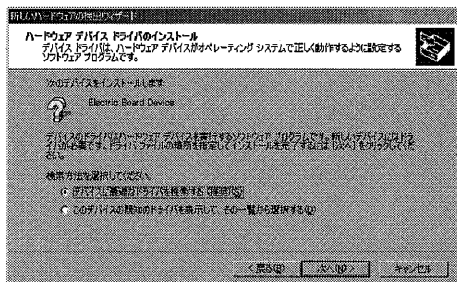 新しいハードウェアの検出ウィザード
ハードウェア デバイス ドライバのインストール
デバイス ドライバは、ハードウェア デバイスがオペレーティング システムで正しく動作するように設定する
ソフトウェア プログラムです。
次のデバイスをインストールします
Electric Board Device
デバイスのドライバはハードウェア デバイスを実行するソフトウェア プログラムです。新しいデバイスにはドラ
イバが必要です。ドライバ ファイルの場所を指定してインストールを完了するには [次へ] をクリックしてくだ
さい。
検索方法を選択してください。
デバイスに最適なドライバを検索する (推奨)(S)
このデバイスの既知のドライバを表示して、その一覧から選択する(D)
< 戻る(B) 次へ(N) > キャンセル